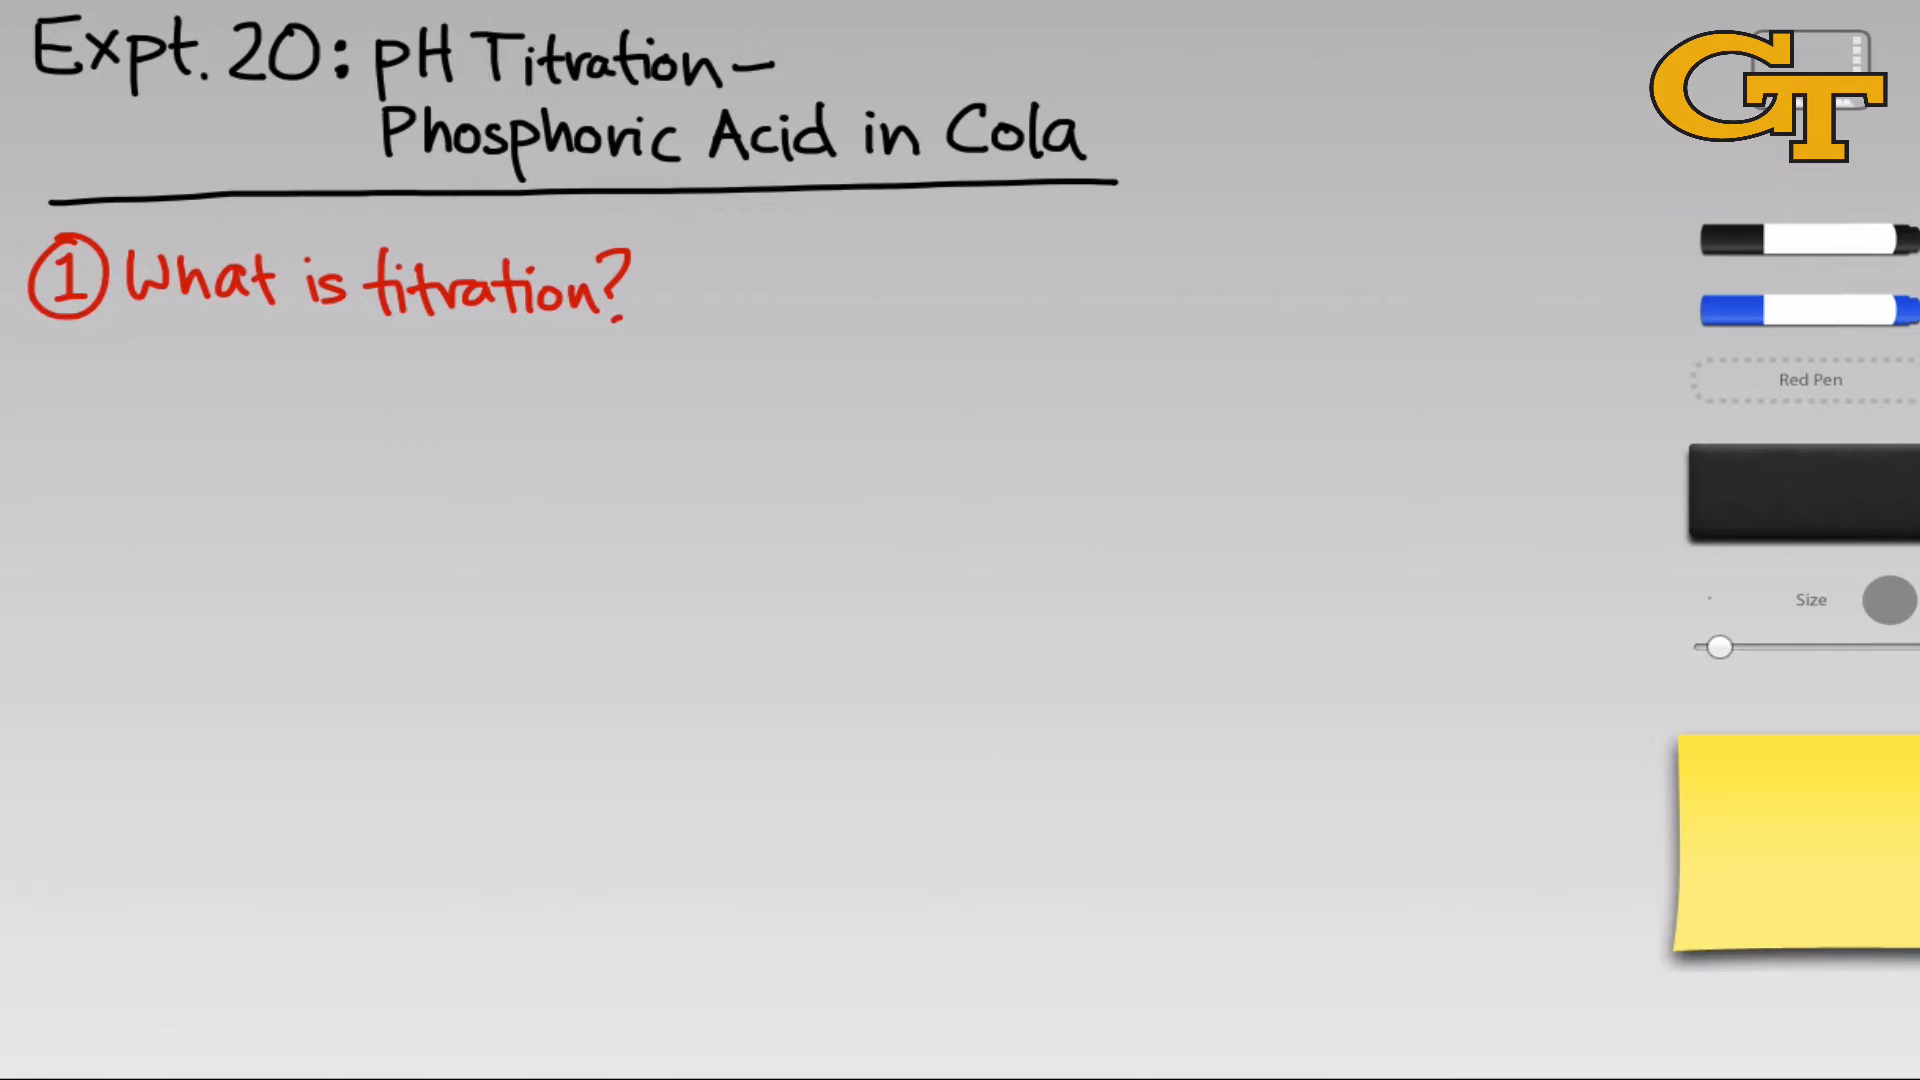 Expt. 20: pH Titration-
Phosphoric Acid in Cola
① What is titration?
GT
Red Pen
Size